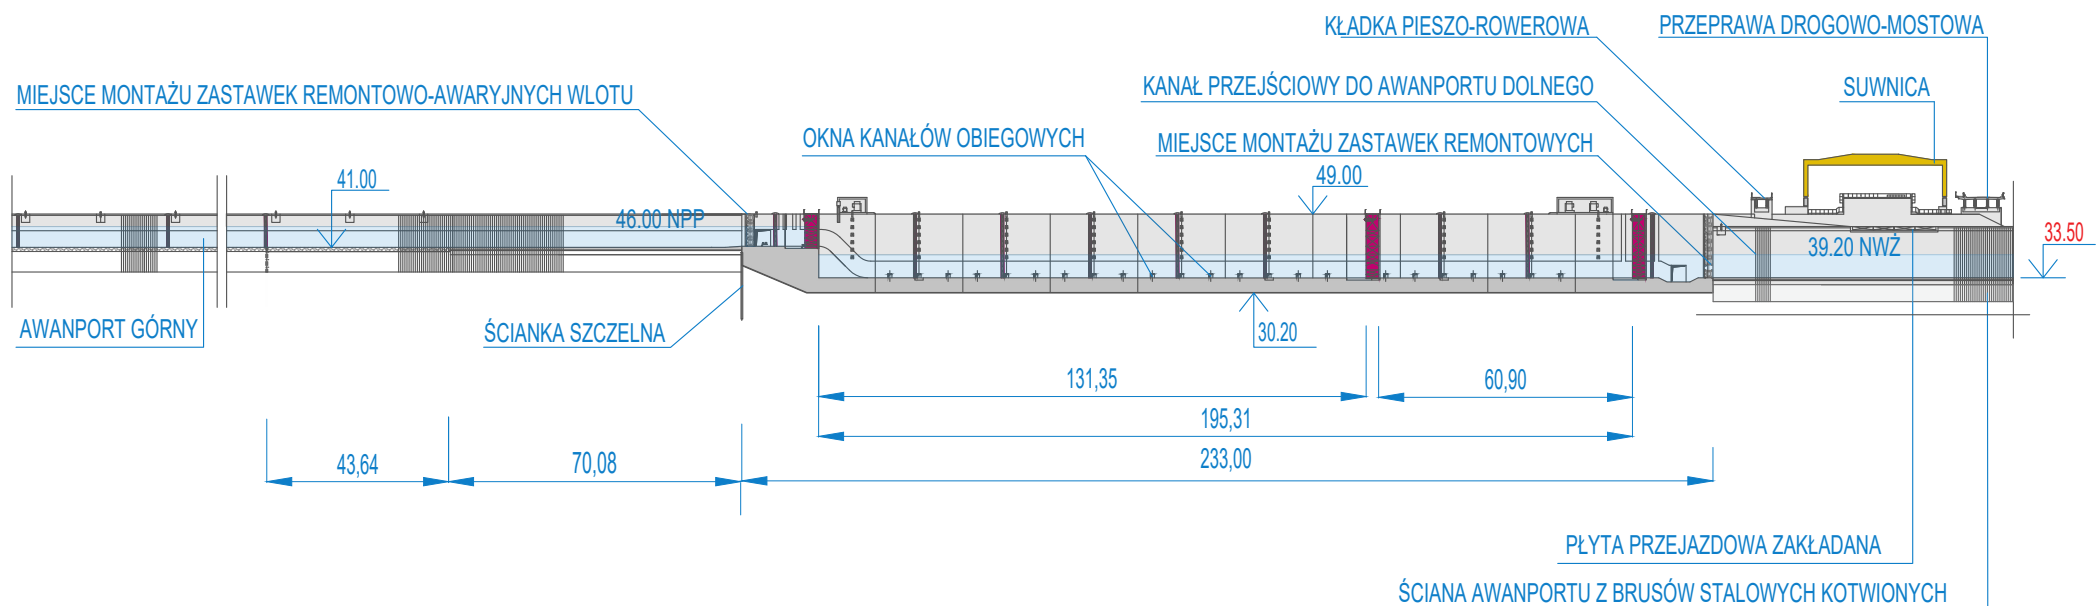 KŁADKA PIESZO-ROWEROWA
PRZEPRAWA DROGOWO-MOSTOWA
MIEJSCE MONTAŻU ZASTAWEK REMONTOWO-AWARYJNYCH WLOTU
KANAŁ PRZEJŚCIOWY DO AWANPORTU DOLNEGO
SUWNICA
OKNA KANAŁÓW OBIEGOWYCH
MIEJSCE MONTAŻU ZASTAWEK REMONTOWYCH
41.00
49.00
46.00 NPP
39.20 NWŻ
33.50
AWANPORT GÓRNY
ŚCIANKA SZCZELNA
30.20
131,35
60,90
195,31
43,64
70,08
233,00
PŁYTA PRZEJAZDOWA ZAKŁADANA
ŚCIANA AWANPORTU Z BRUSÓW STALOWYCH KOTWIONYCH